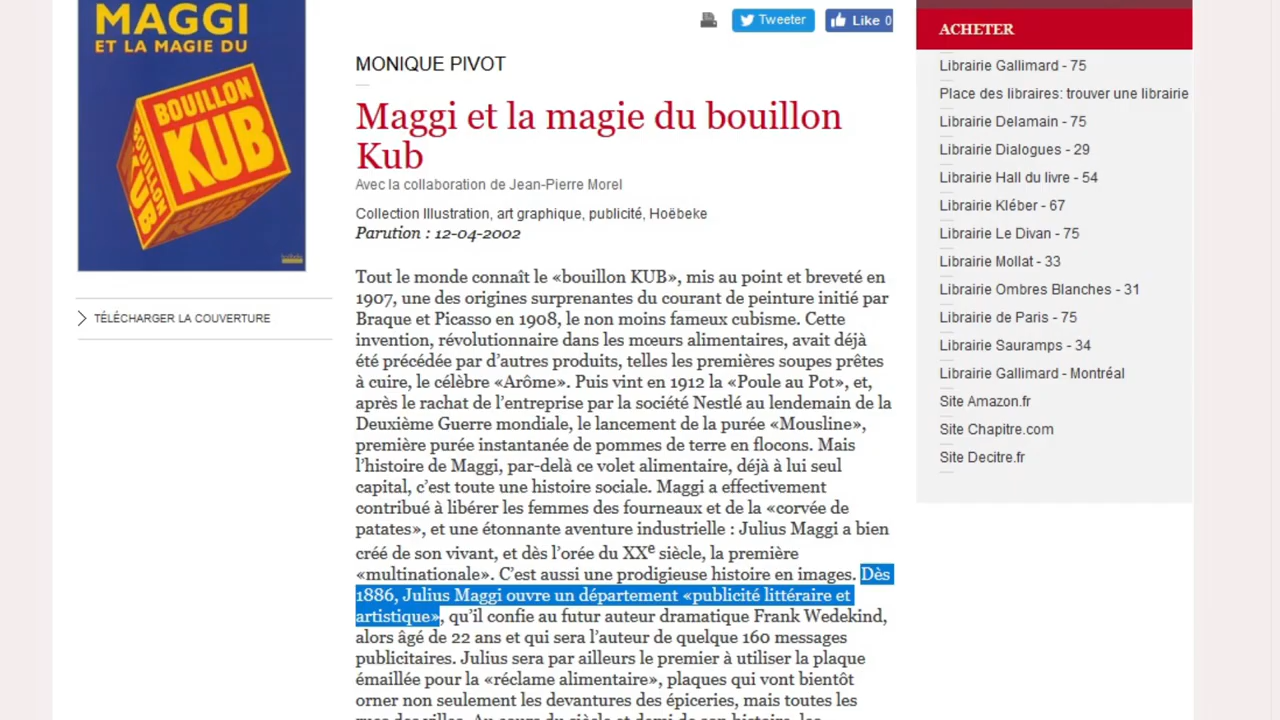 MAGGI
ET LA MAGIE DU
BOUILLON
KUB
BOUILLON
KUB
TÉLÉCHARGER LA COUVERTURE
Tweeter
Like 0
MONIQUE PIVOT
Maggi et la magie du bouillon
Kub
Avec la collaboration de Jean-Pierre Morel
Collection Illustration, art graphique, publicité, Hoëbeke
Parution : 12-04-2002
Tout le monde connaît le «bouillon KUB», mis au point et breveté en
1907, une des origines surprenantes du courant de peinture initié par
Braque et Picasso en 1908, le non moins fameux cubisme. Cette
invention, révolutionnaire dans les mœurs alimentaires, avait déjà
été précédée par d'autres produits, telles les premières soupes prêtes
à cuire, le célèbre «Arôme». Puis vint en 1912 la «Poule au Pot», et,
après le rachat de l'entreprise par la société Nestlé au lendemain de la
Deuxième Guerre mondiale, le lancement de la purée «Mousline»,
première purée instantanée de pommes de terre en flocons. Mais
l'histoire de Maggi, par-delà ce volet alimentaire, déjà à lui seul
capital, c'est toute une histoire sociale. Maggi a effectivement
contribué à libérer les femmes des fourneaux et de la «corvée de
patates», et une étonnante aventure industrielle : Julius Maggi a bien
créé de son vivant, et dès l'orée du XXe siècle, la première
«multinationale». C'est aussi une prodigieuse histoire en images. Dès
1886, Julius Maggi ouvre un département «publicité littéraire et
artistique», qu'il confie au futur auteur dramatique Frank Wedekind,
alors âgé de 22 ans et qui sera l'auteur de quelque 160 messages
publicitaires. Julius sera par ailleurs le premier à utiliser la plaque
émaillée pour la «réclame alimentaire», plaques qui vont bientôt
orner non seulement les devantures des épiceries, mais toutes les
rues des villes. Au cours du siècle et demi de son histoire, les
ACHETER
Librairie Gallimard - 75
Place des libraires: trouver une librairie
Librairie Delamain - 75
Librairie Dialogues - 29
Librairie Hall du livre - 54
Librairie Kléber - 67
Librairie Le Divan - 75
Librairie Mollat - 33
Librairie Ombres Blanches - 31
Librairie de Paris - 75
Librairie Sauramps - 34
Librairie Gallimard - Montréal
Site Amazon.fr
Site Chapitre.com
Site Decitre.fr